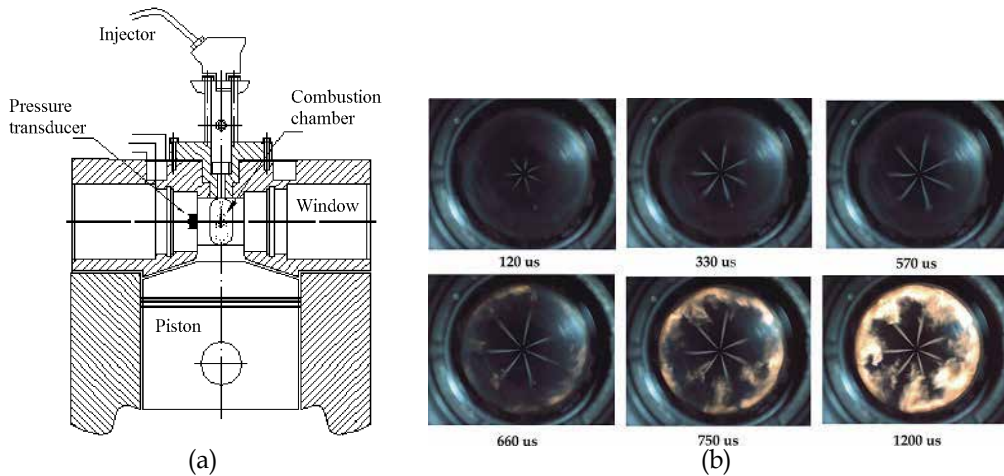 Injector
Pressure
transducer
Combustion
chamber
Window
Piston
(a)
120 us
330 us
570 us
660 us
750 us
1200 us
(b)